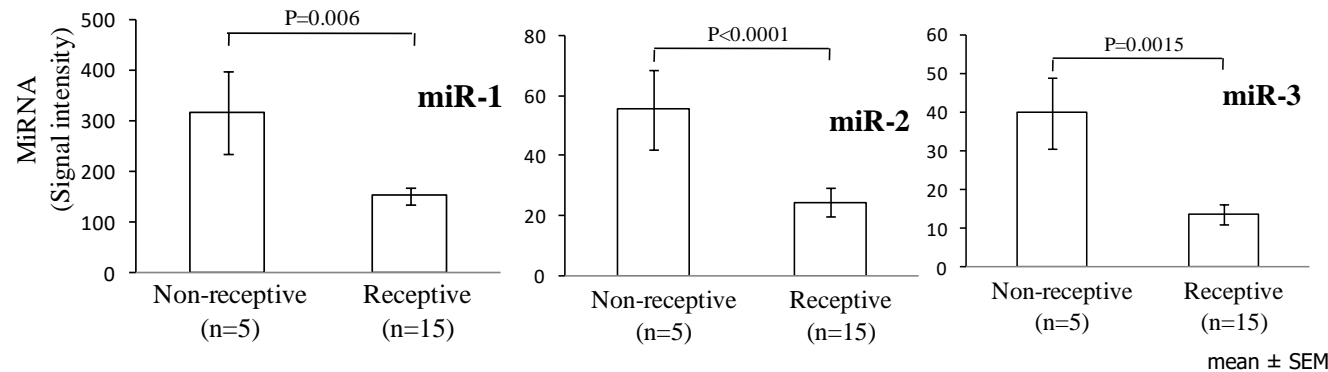 MiRNA
(Signal intensity)
500
400
300
200
100
0
P=0.006
miR-1
Non-receptive
(n=5)
Receptive
(n=15)
80
60
40
20
0
P<0.0001
miR-2
Non-receptive
(n=5)
Receptive
(n=15)
60
50
40
30
20
10
0
P=0.0015
miR-3
Non-receptive
(n=5)
Receptive
(n=15)
mean ± SEM